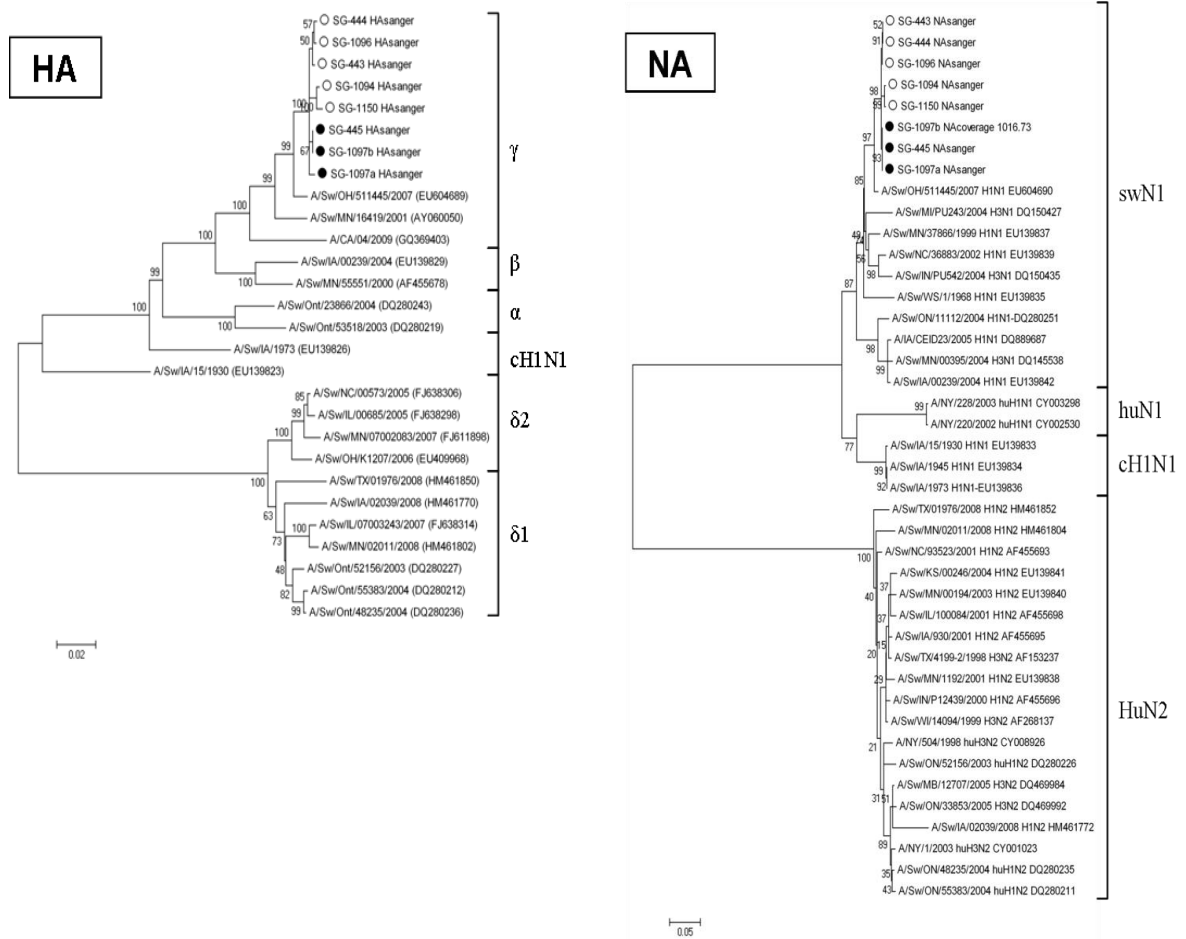 HA
57
SG-444 HAsanger
50
SG-1096 HAsanger
SG-443 HAsanger
SG-1094 HAsanger
100
SG-1150 HAsanger
SG-445 HAsanger
67
SG-1097b HAsanger
99
SG-1097a HAsanger
99
A/Sw/OH/511445/2007 (EU604689)
100
A/Sw/MN/16419/2001 (AY060050)
100
A/CA/04/2009 (GQ369403)
γ
A/Sw/IA/00239/2004 (EU139829)
99
100
A/Sw/MN/55551/2000 (AF455678)
β
100
A/Sw/Ont/23866/2004 (DQ280243)
100
A/Sw/Ont/53518/2003 (DQ280219)
α
A/Sw/IA/1973 (EU139826)
A/Sw/IA/15/1930 (EU139823)
cH1N1
85
A/Sw/NC/00573/2005 (FJ638306)
99
A/Sw/IL/00685/2005 (FJ638298)
100
A/Sw/MN/07002083/2007 (FJ611898)
A/Sw/OH/K1207/2006 (EU409968)
δ2
100
A/Sw/TX/01976/2008 (HM461850)
63
A/Sw/IA/02039/2008 (HM461770)
100
A/Sw/IL/07003243/2007 (FJ638314)
73
A/Sw/MN/02011/2008 (HM461802)
48
A/Sw/Ont/52156/2003 (DQ280227)
82
A/Sw/Ont/55383/2004 (DQ280212)
99
A/Sw/Ont/48235/2004 (DQ280236)
δ1
0.02
NA
52
SG-443 NAsanger
91
SG-444 NAsanger
SG-1096 NAsanger
98
SG-1094 NAsanger
SG-1150 NAsanger
97
SG-1097b NAcoverage 1016.73
SG-445 NAsanger
93
SG-1097a NAsanger
85
A/Sw/OH/511445/2007 H1N1 EU604690
A/Sw/MI/PU243/2004 H3N1 DQ150427
A/Sw/MN/37866/1999 H1N1 EU139837
56
A/Sw/NC/36883/2002 H1N1 EU139839
98
A/Sw/IN/PU542/2004 H3N1 DQ150435
87
A/Sw/WS/1/1968 H1N1 EU139835
A/Sw/ON/11112/2004 H1N1-DQ280251
98
A/IA/CEID23/2005 H1N1 DQ889687
A/Sw/MN/00395/2004 H3N1 DQ145538
99
A/Sw/IA/00239/2004 H1N1 EU139842
swN1
99
A/NY/228/2003 huH1N1 CY003298
A/NY/220/2002 huH1N1 CY002530
huN1
77
A/Sw/IA/15/1930 H1N1 EU139833
99
A/Sw/IA/1945 H1N1 EU139834
92
A/Sw/IA/1973 H1N1-EU139836
cH1N1
A/Sw/TX/01976/2008 H1N2 HM461852
A/Sw/MN/02011/2008 H1N2 HM461804
100
A/Sw/NC/93523/2001 H1N2 AF455693
A/Sw/KS/00246/2004 H1N2 EU139841
37
40
A/Sw/MN/00194/2003 H1N2 EU139840
A/Sw/IL/100084/2001 H1N2 AF455698
37
A/Sw/IA/930/2001 H1N2 AF455695
15
20
A/Sw/TX/4199-2/1998 H3N2 AF153237
29
A/Sw/MN/1192/2001 H1N2 EU139838
A/Sw/IN/P12439/2000 H1N2 AF455696
A/Sw/WI/14094/1999 H3N2 AF268137
21
A/NY/504/1998 huH3N2 CY008926
A/Sw/ON/52156/2003 huH1N2 DQ280226
A/Sw/MB/12707/2005 H3N2 DQ469984
31
51
A/Sw/ON/33853/2005 H3N2 DQ469992
A/Sw/IA/02039/2008 H1N2 HM461772
89
A/NY/1/2003 huH3N2 CY001023
35
A/Sw/ON/48235/2004 huH1N2 DQ280235
43
A/Sw/ON/55383/2004 huH1N2 DQ280211
HuN2
0.05